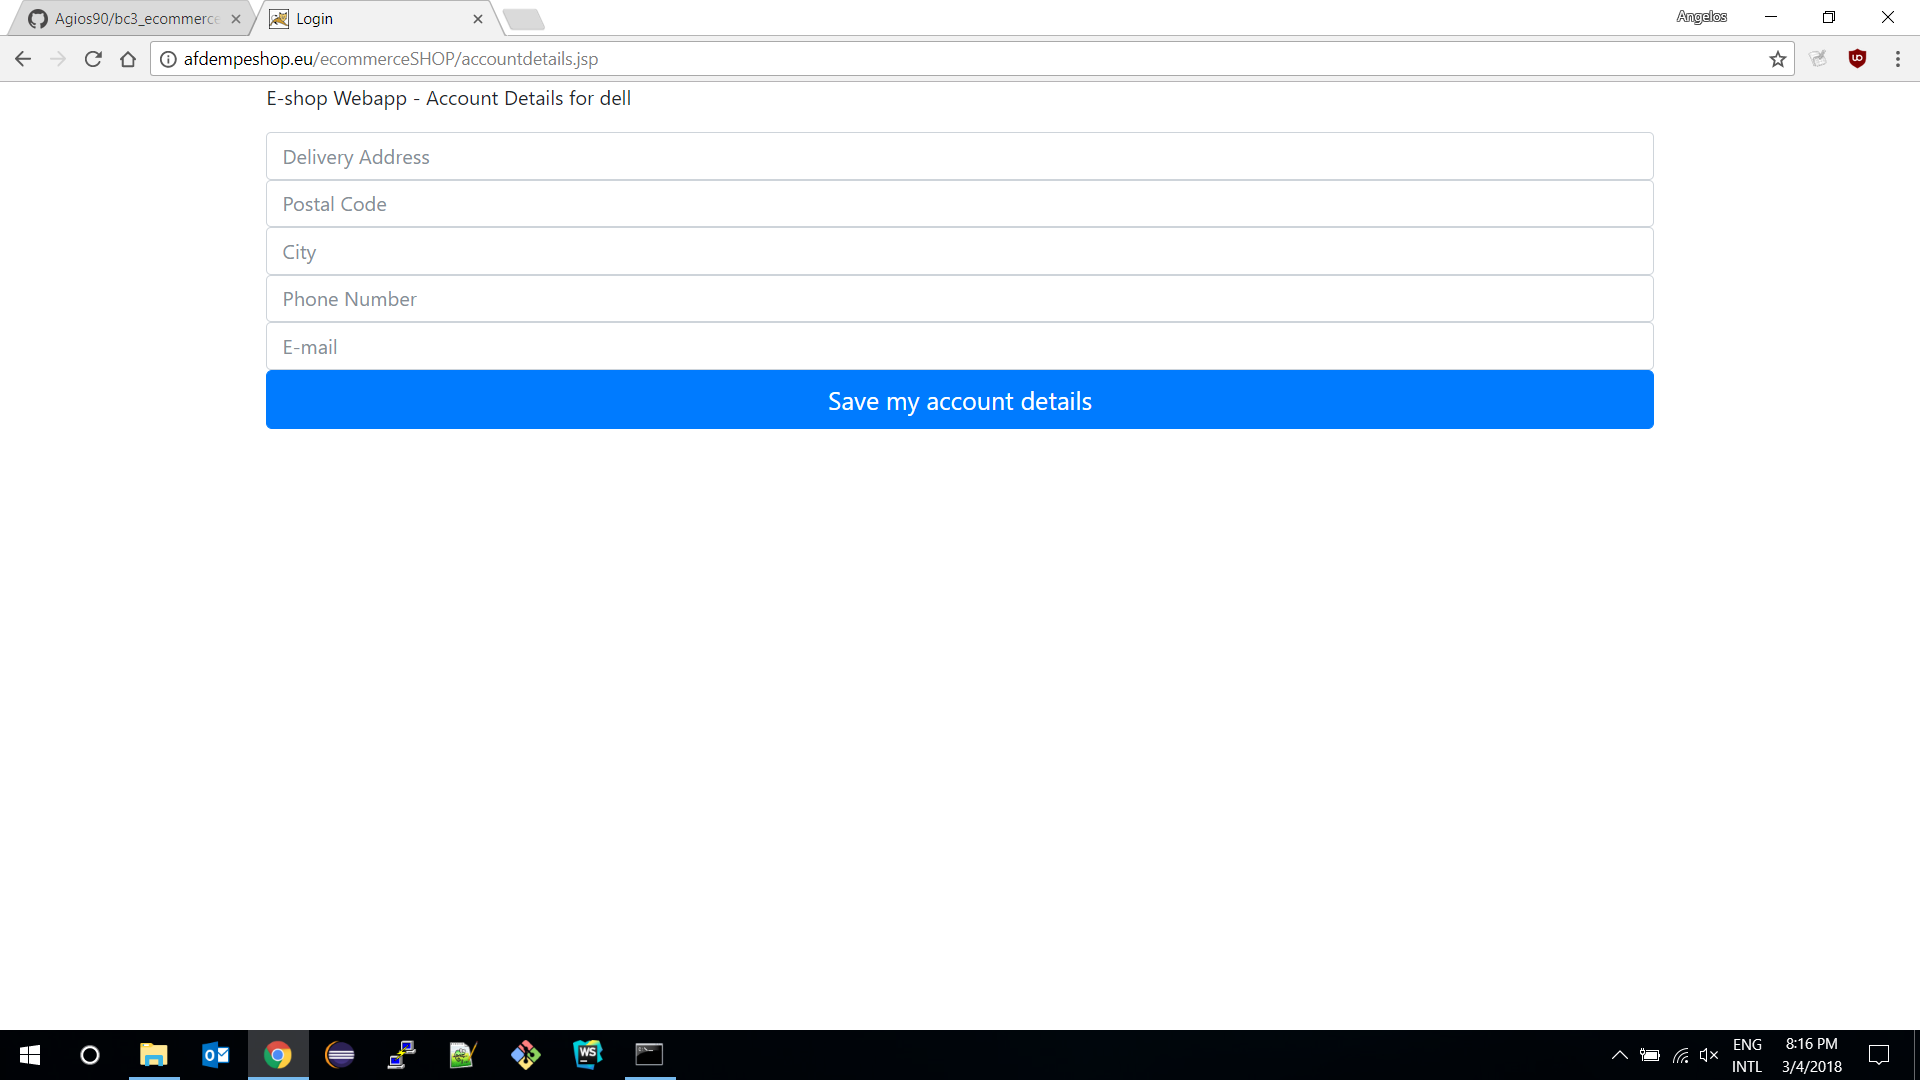 Agios90/bc3_ecommerce
Login
Angelos
afdempeshop.eu/ecommerceSHOP/accountdetails.jsp
E-shop Webapp - Account Details for dell
Delivery Address
Postal Code
City
Phone Number
E-mail
Save my account details
ENG
INTL
8:16 PM
3/4/2018